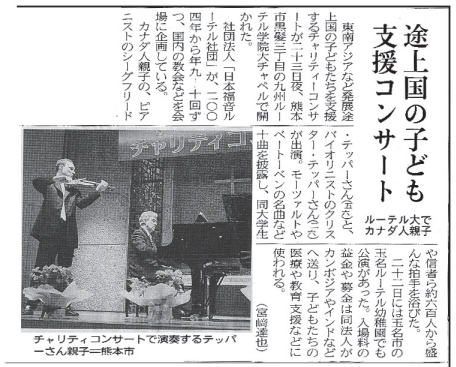 途上国の子ども
支援コンサート
ルーテル大で
カナダ人親子
東南アジアなど発展途
上国の子どもたちを支援
するチャリティーコンサ
ートが二十三日夜、熊本
市黒髪三丁目の九州ルー
テル学院大チャペルで開
かれた。
社団法人「日本福音ル
ーテル社団」が、二〇〇
四年から年九、十回ず
つ、国内の教会などを会
場に企画している。
カナダ人親子の、ピア
ニストのシーグフリード
・テッパーさんと、
バイオリニストのクリス
ター・テッパーさん
が出演。モーツァルトや
ベートーベンの名曲など
十曲を披露し、同大学生
や信者ら約六百人から盛
んな拍手を浴びた。
二十二日には玉名市の
玉名ルーテル幼稚園でも
公演があった。入場料の
益金や募金は同法人が
カンボジアやインドなど
へ送り、子どもたちの
医療や教育支援などに
使われる。
(宮﨑達也)
チャリティコ
チャリティコンサートで演奏するテッパ
ーさん親子=熊本市